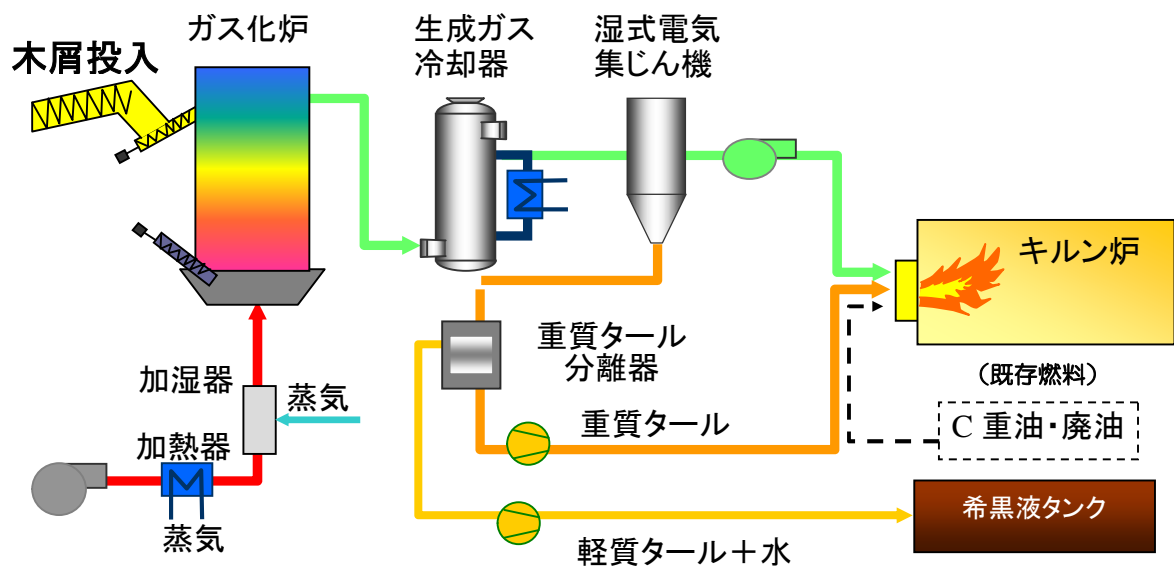 ガス化炉
木屑投入
生成ガス
冷却器
湿式電気
集じん機
キルン炉
重質タール
分離器
加湿器
蒸気
(既存燃料)
C 重油・廃油
重質タール
加熱器
蒸気
希黒液タンク
軽質タール＋水